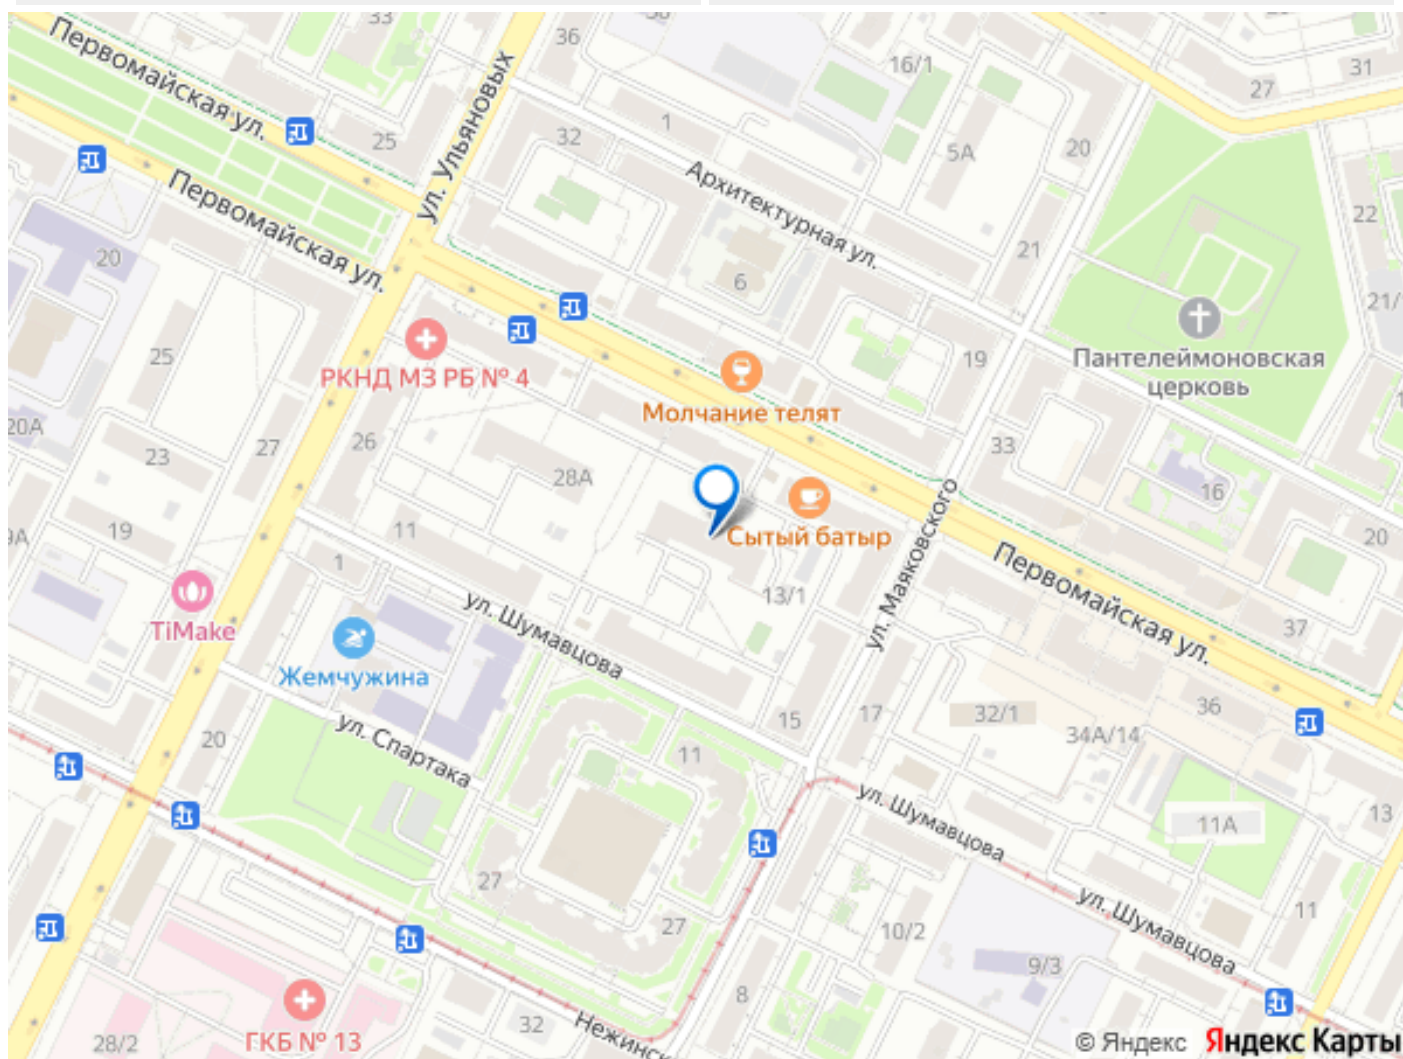 33
36
16/1
31
27
Первомайская ул.
25
ул. Ульяновых
32
1
5А
20
Архитектурная ул.
22
Первомайская ул.
20
6
21
21/
25
РКНД МЗ РБ № 4
Молчание телят
19
Пантелеймоновская
церковь
20А
23
27
26
28А
33
16
Сытый батыр
ул. Маяковского
19
11
1
20
Первомайская ул.
TiMake
Жемчужина
ул. Шумавцова
13/1
37
ул. Спартака
20
15
17
32/1
34А/14
36
11
ул. Шумавцова
11А
13
27
27
10/2
ул. Шумавцова
11
9/3
8
28/2
ГКБ № 13
32
Нежинск
© Яндекс Яндекс Карты